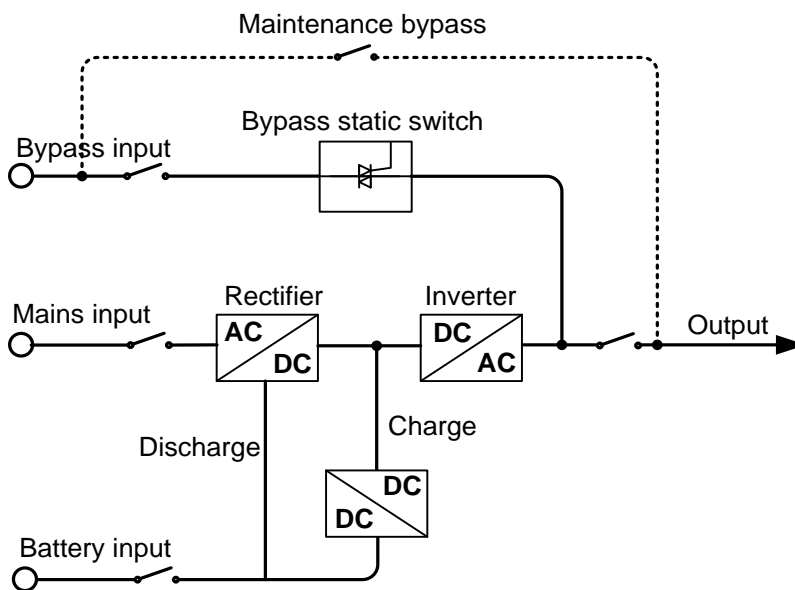 Maintenance bypass
Bypass static switch
Bypass input
Rectifier
Inverter
Mains input
Output
AC
DC
DC
AC
Discharge
Charge
DC
DC
Battery input